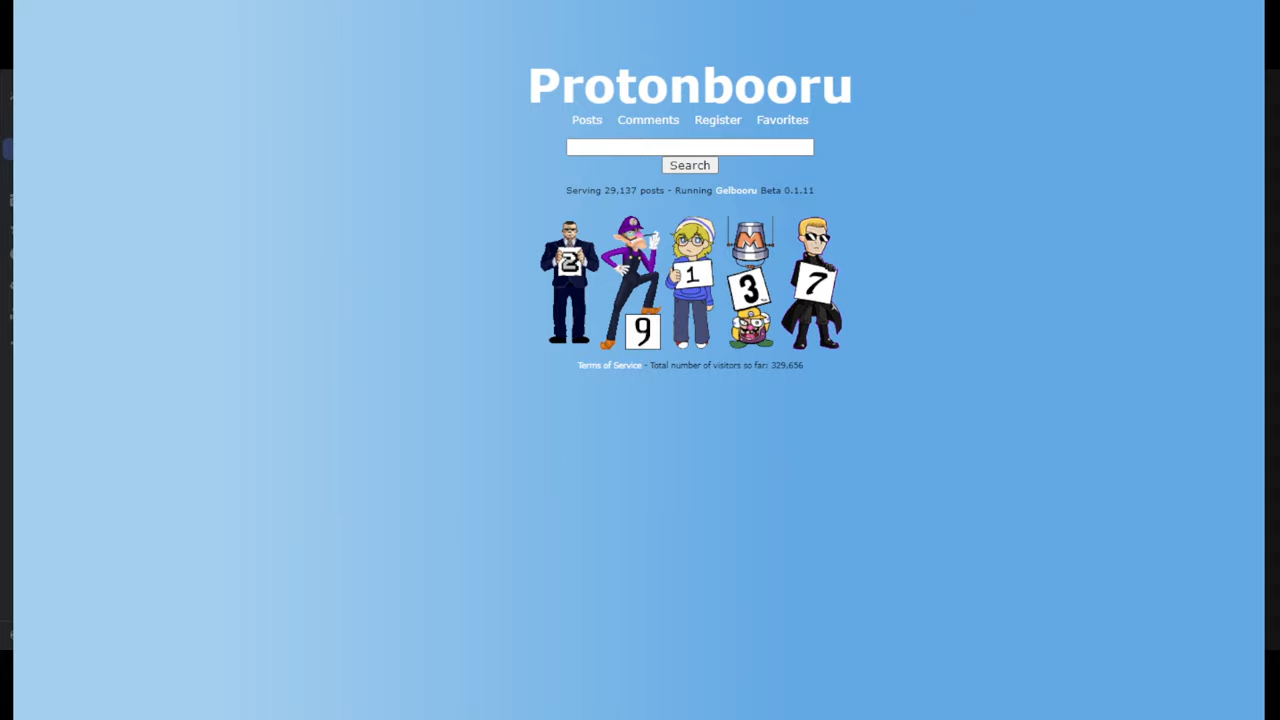 Protonbooru
Posts Comments Register Favorites
Search
Serving 29,137 posts - Running Gelbooru Beta 0.1.11
2 9 1 3 7
Terms of Service - Total number of visitors so far: 329,656